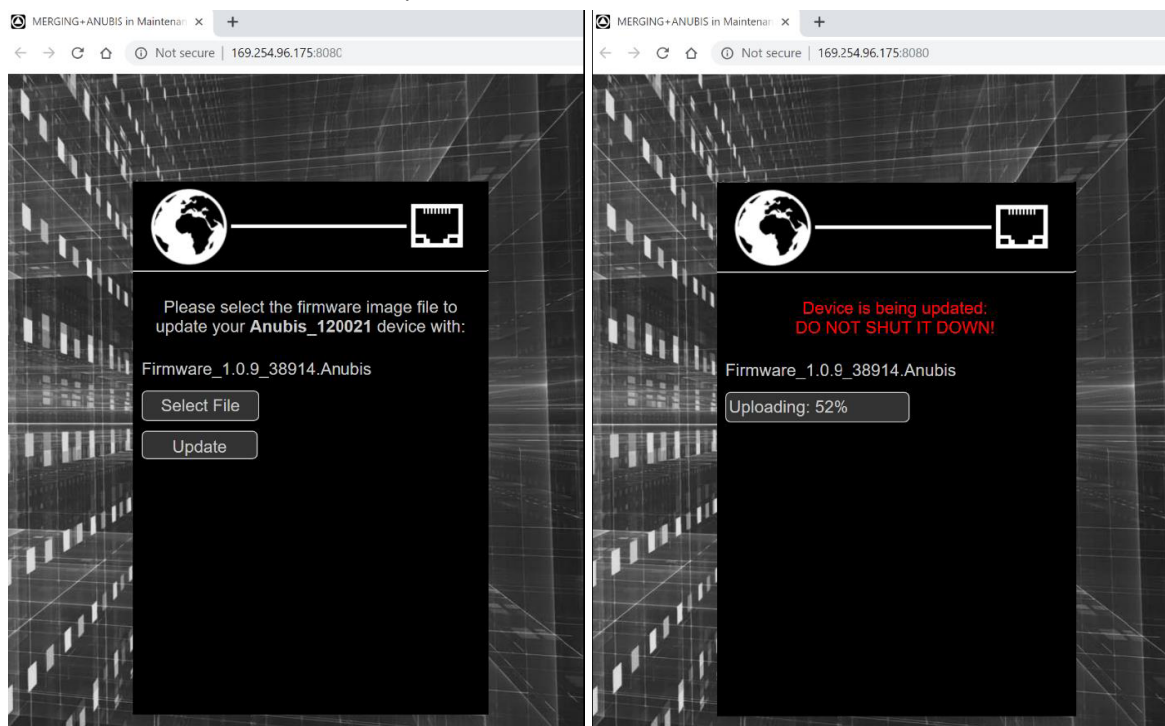 MERGING+ANUBIS in Maintenan
Not secure | 169.254.96.175:8080
Please select the firmware image file to
update your Anubis_120021 device with:
Firmware_1.0.9_38914.Anubis
Select File
Update
MERGING+ANUBIS in Maintenan
Not secure | 169.254.96.175:8080
Device is being updated:
DO NOT SHUT IT DOWN!
Firmware_1.0.9_38914.Anubis
Uploading: 52%